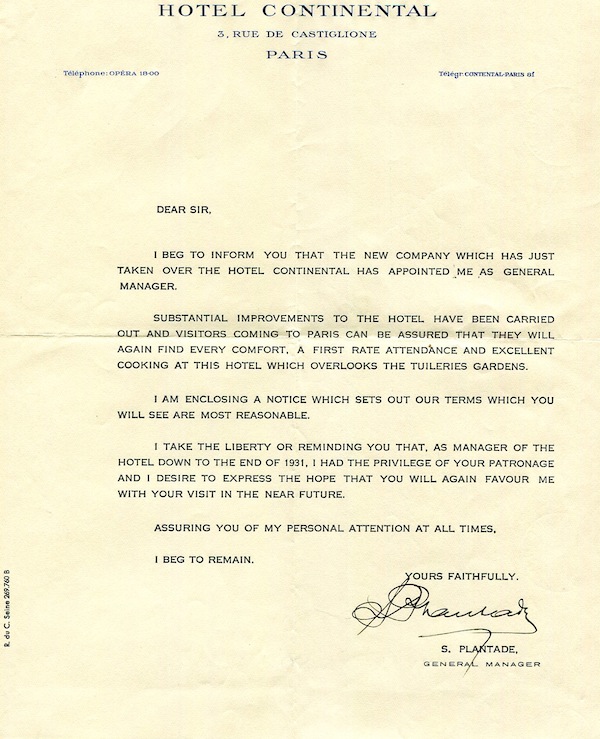 HOTEL CONTINENTAL
3, RUE DE CASTIGLIONE
PARIS
Téléphone: OPÉRA 18-00
Télégr: CONTENTAL-PARIS 81
DEAR SIR,
I BEG TO INFORM YOU THAT THE NEW COMPANY WHICH HAS JUST
TAKEN OVER THE HOTEL CONTINENTAL HAS APPOINTED ME AS GENERAL
MANAGER.
SUBSTANTIAL IMPROVEMENTS TO THE HOTEL HAVE BEEN CARRIED
OUT AND VISITORS COMING TO PARIS CAN BE ASSURED THAT THEY WILL
AGAIN FIND EVERY COMFORT, A FIRST RATE ATTENDANCE AND EXCELLENT
COOKING AT THIS HOTEL WHICH OVERLOOKS THE TUILERIES GARDENS.
I AM ENCLOSING A NOTICE WHICH SETS OUT OUR TERMS WHICH YOU
WILL SEE ARE MOST REASONABLE.
I TAKE THE LIBERTY OR REMINDING YOU THAT, AS MANAGER OF THE
HOTEL DOWN TO THE END OF 1931, I HAD THE PRIVILEGE OF YOUR PATRONAGE
AND I DESIRE TO EXPRESS THE HOPE THAT YOU WILL AGAIN FAVOUR ME
WITH YOUR VISIT IN THE NEAR FUTURE.
ASSURING YOU OF MY PERSONAL ATTENTION AT ALL TIMES,
I BEG TO REMAIN.
YOURS FAITHFULLY.
S Plantade
S. PLANTADE,
GENERAL MANAGER
R. du C. Seine 269.760 B